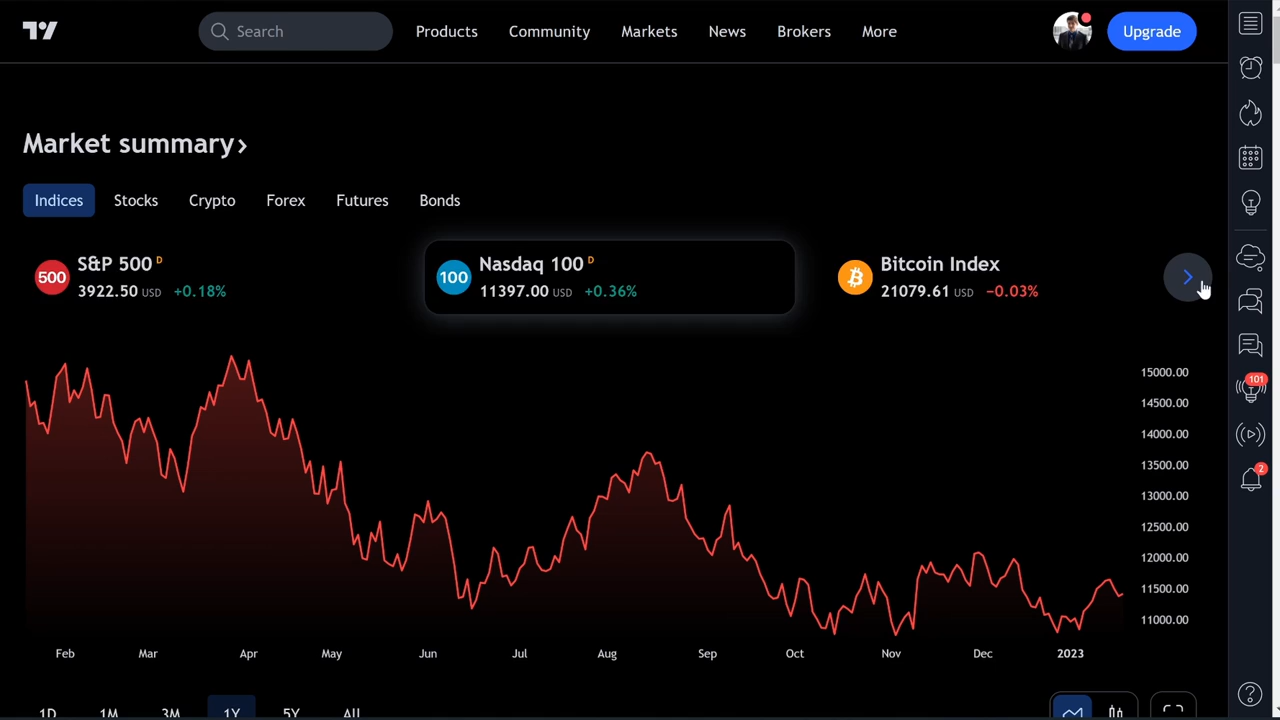 Search
Products Community Markets News Brokers More
Upgrade
Market summary
Indices Stocks Crypto Forex Futures Bonds
500 S&P 500 D
3922.50 USD +0.18%
100 Nasdaq 100 D
11397.00 USD +0.36%
Bitcoin Index
21079.61 USD −0.03%
101
2
15000.00
14500.00
14000.00
13500.00
13000.00
12500.00
12000.00
11500.00
11000.00
Feb Mar Apr May Jun Jul Aug Sep Oct Nov Dec 2023
1D 1M 3M 1Y 5Y All